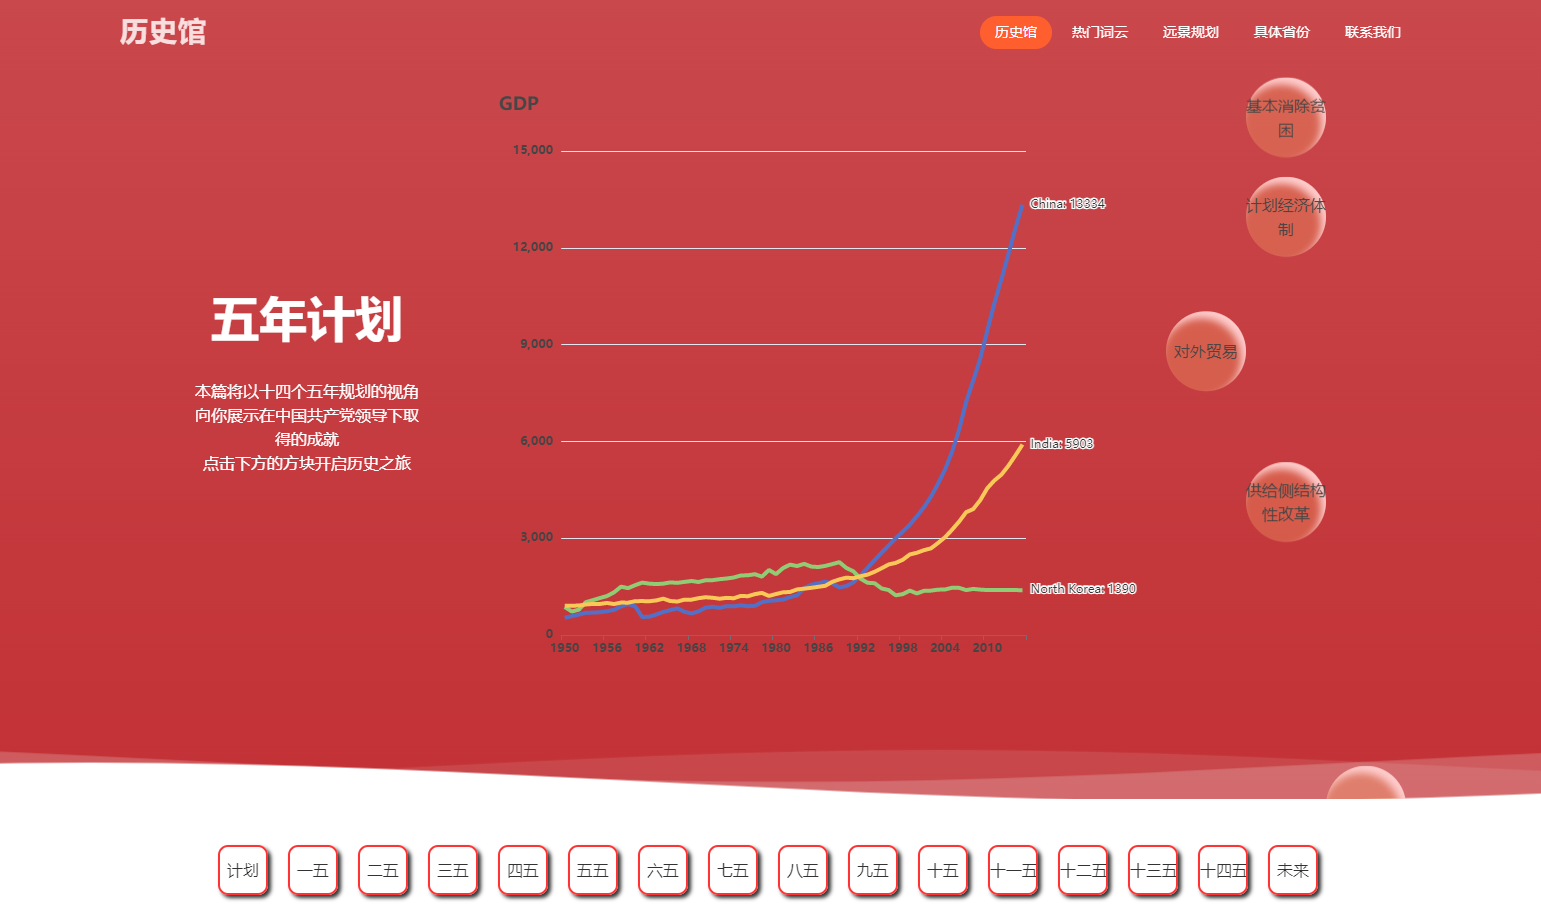 历史馆
历史馆 热门词云 远景规划 具体省份 联系我们
GDP
15,000
12,000
9,000
6,000
3,000
0
1950 1956 1962 1968 1974 1980 1986 1992 1998 2004 2010
China: 13334
India: 5903
North Korea: 1390
五年计划
本篇将以十四个五年规划的视角
向你展示在中国共产党领导下取
得的成就
点击下方的方块开启历史之旅
基本消除贫
困
计划经济体
制
对外贸易
供给侧结构
性改革
计划 一五 二五 三五 四五 五五 六五 七五 八五 九五 十五 十一五 十二五 十三五 十四五 未来